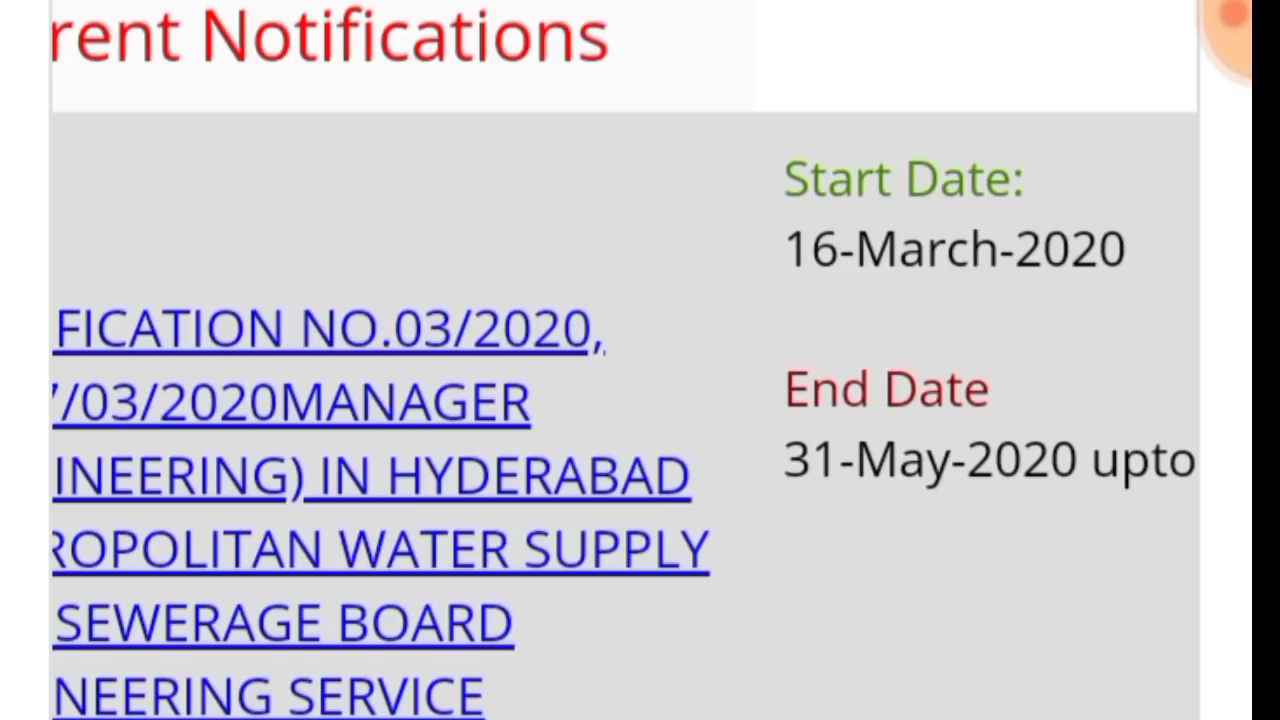 rent Notifications
FICATION NO.03/2020,
/03/2020MANAGER
INEERING) IN HYDERABAD
ROPOLITAN WATER SUPPLY
SEWERAGE BOARD
NEERING SERVICE
Start Date:
16-March-2020
End Date
31-May-2020 upto